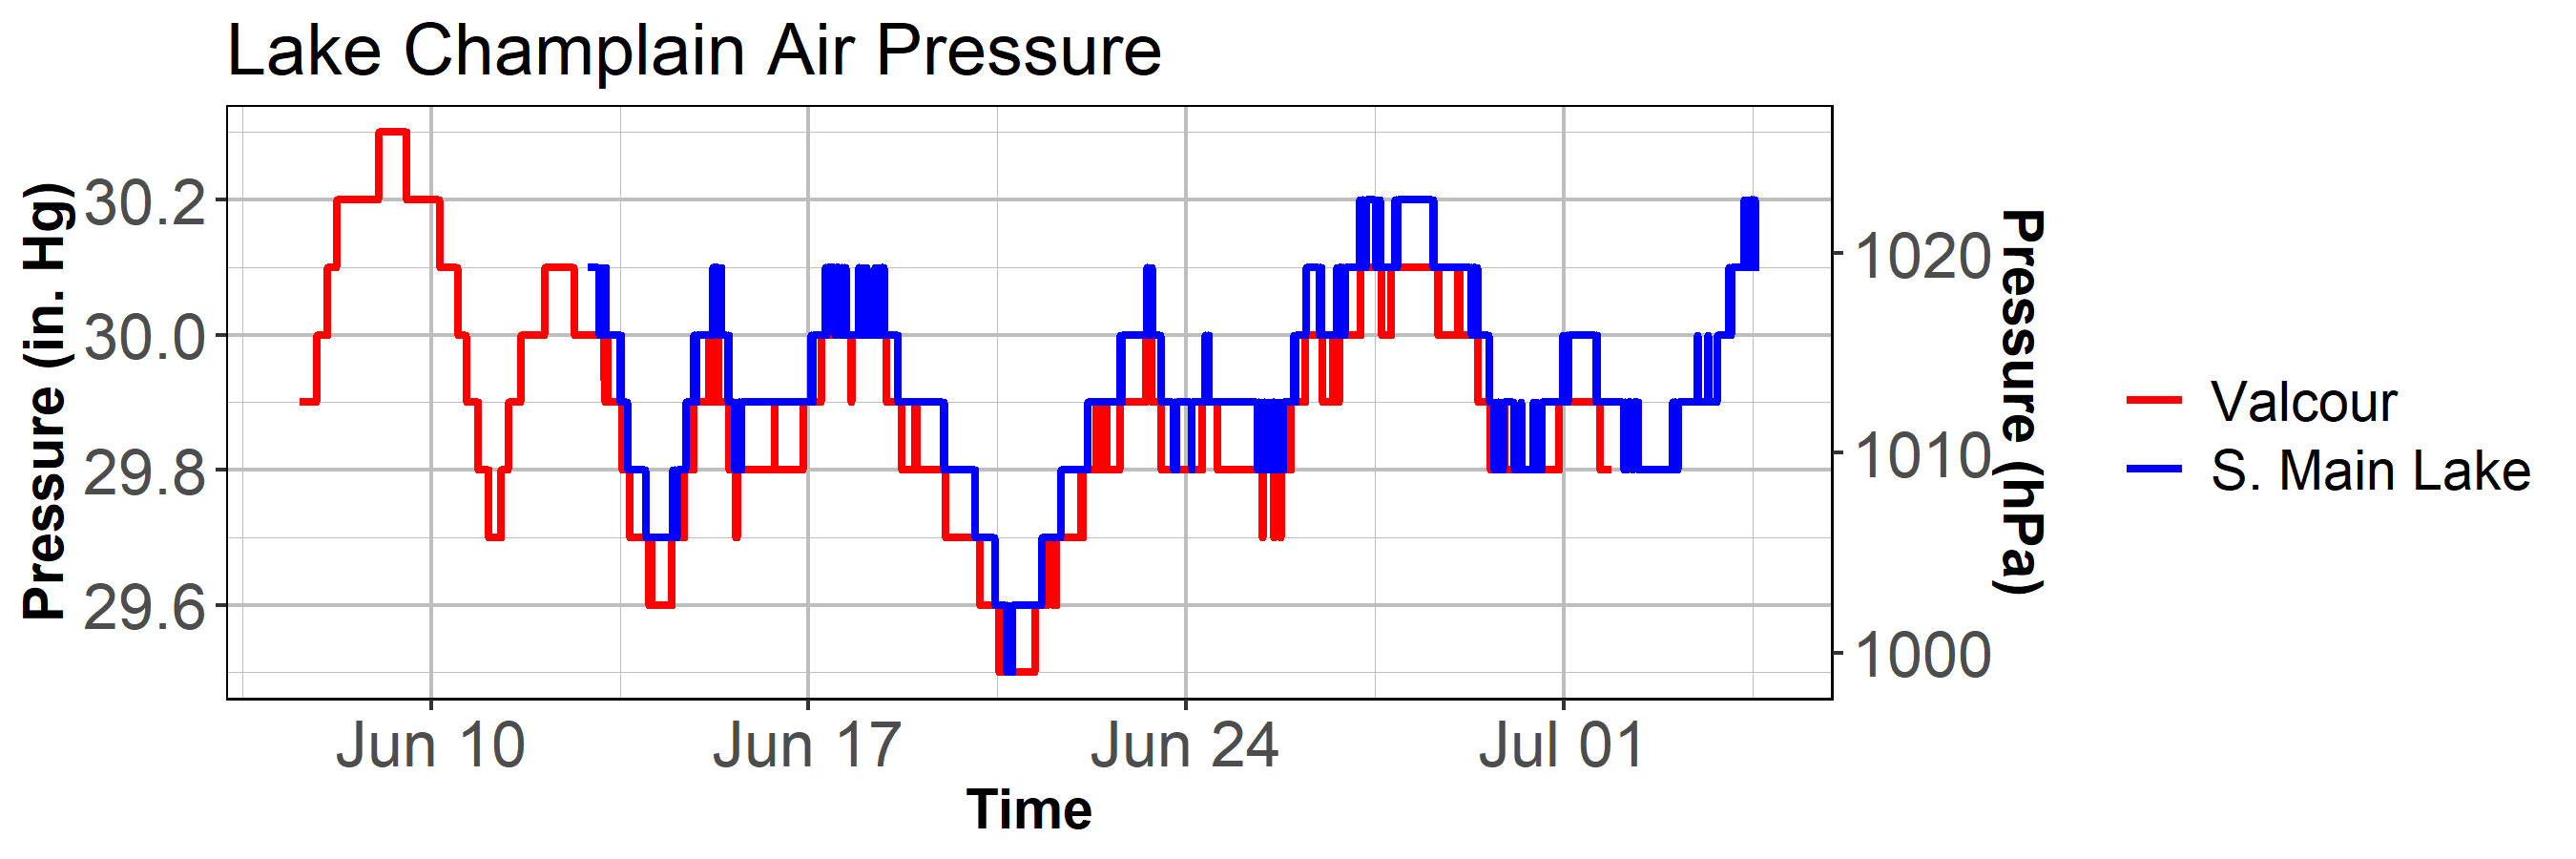 Lake Champlain Air Pressure
Pressure (in. Hg)
30.2
30.0
29.8
29.6
1020
1010
1000
Pressure (hPa)
Jun 10
Jun 17
Jun 24
Jul 01
Time
Valcour
S. Main Lake